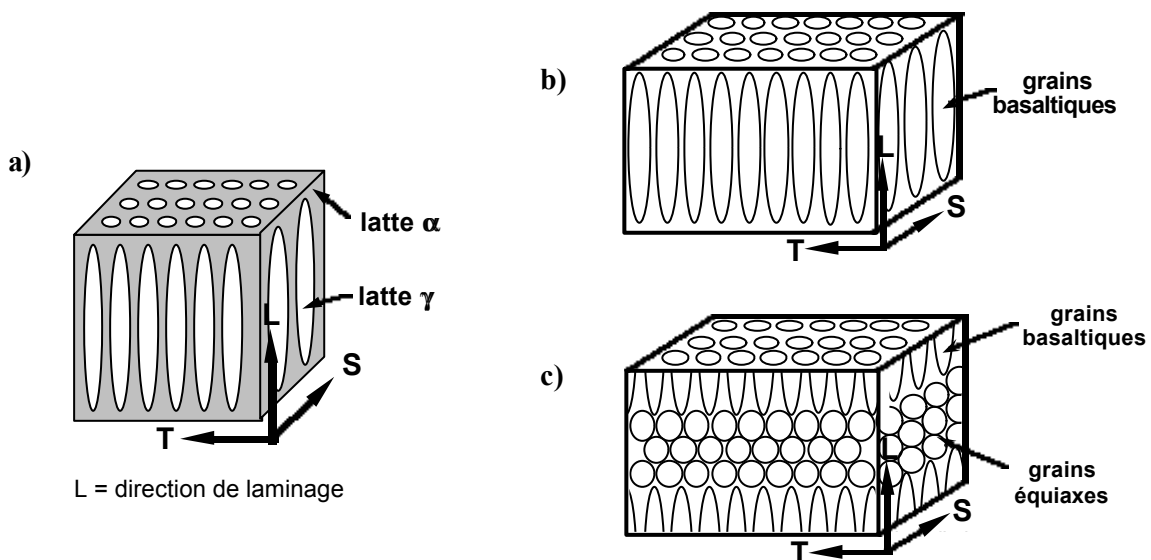 a)
latte α
latte γ
L
S
T
L = direction de laminage
b)
grains
basaltiques
L
S
T
c)
grains
basaltiques
grains
équiaxes
L
S
T